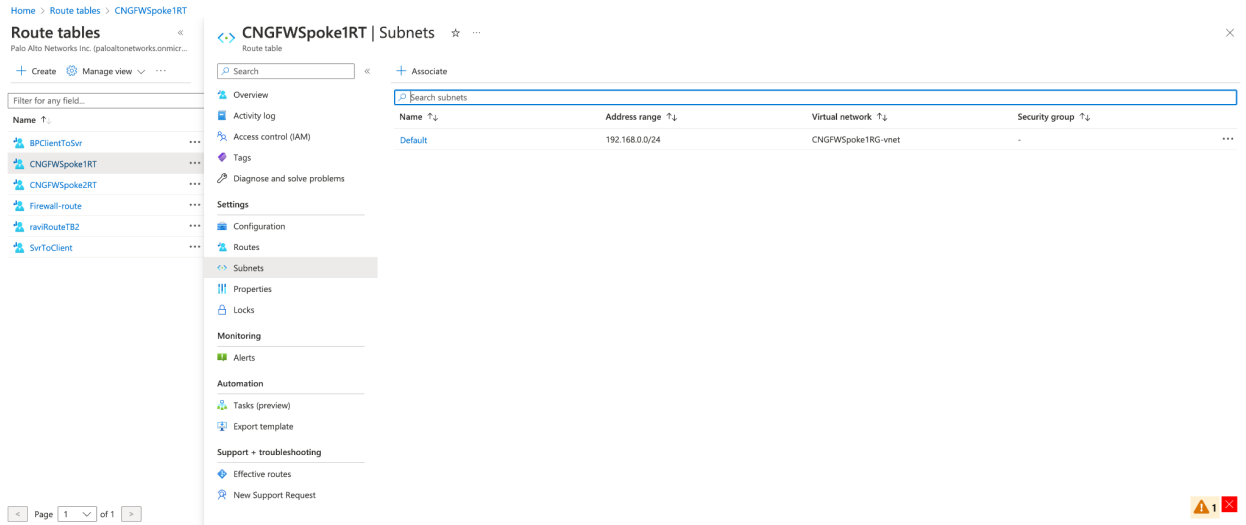 Home > Route tables > CNGFWSpoke1RT
Route tables «
Palo Alto Networks Inc. (paloaltonetworks.onmicr...
+ Create Manage view ...
Filter for any field...
Name ↑↓
BPClientToSvr ...
CNGFWSpoke1RT ...
CNGFWSpoke2RT ...
Firewall-route ...
raviRouteTB2 ...
SvrToClient ...
< Page 1 of 1 >
CNGFWSpoke1RT | Subnets ☆ ...
Route table
Search «
Overview
Activity log
Access control (IAM)
Tags
Diagnose and solve problems
Settings
Configuration
Routes
Subnets
Properties
Locks
Monitoring
Alerts
Automation
Tasks (preview)
Export template
Support + troubleshooting
Effective routes
New Support Request
+ Associate
Search subnets
Name ↑↓ Address range ↑↓ Virtual network ↑↓ Security group ↑↓
Default 192.168.0.0/24 CNGFWSpoke1RG-vnet - ...
1